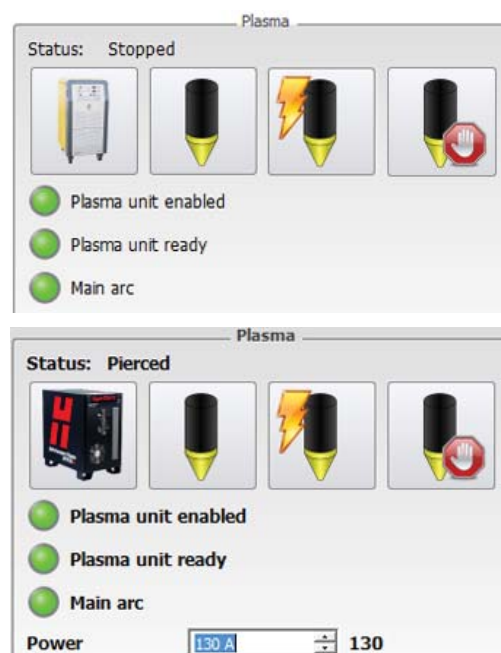 Plasma
Status: Stopped
Plasma unit enabled
Plasma unit ready
Main arc
Plasma
Status: Pierced
Plasma unit enabled
Plasma unit ready
Main arc
Power 130 A 130